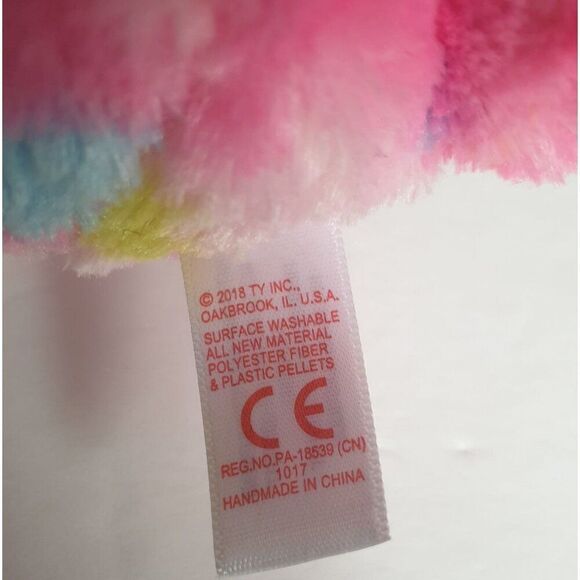 © 2018 TY INC.,
OAKBROOK, IL. U.S.A.
SURFACE WASHABLE
ALL NEW MATERIAL
POLYESTER FIBER
& PLASTIC PELLETS
CE
REG.NO.PA-18539 (CN)
1017
HANDMADE IN CHINA